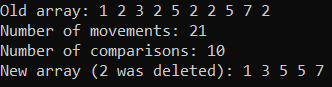 Old array: 1 2 3 2 5 2 2 5 7 2
Number of movements: 21
Number of comparisons: 10
New array (2 was deleted): 1 3 5 5 7